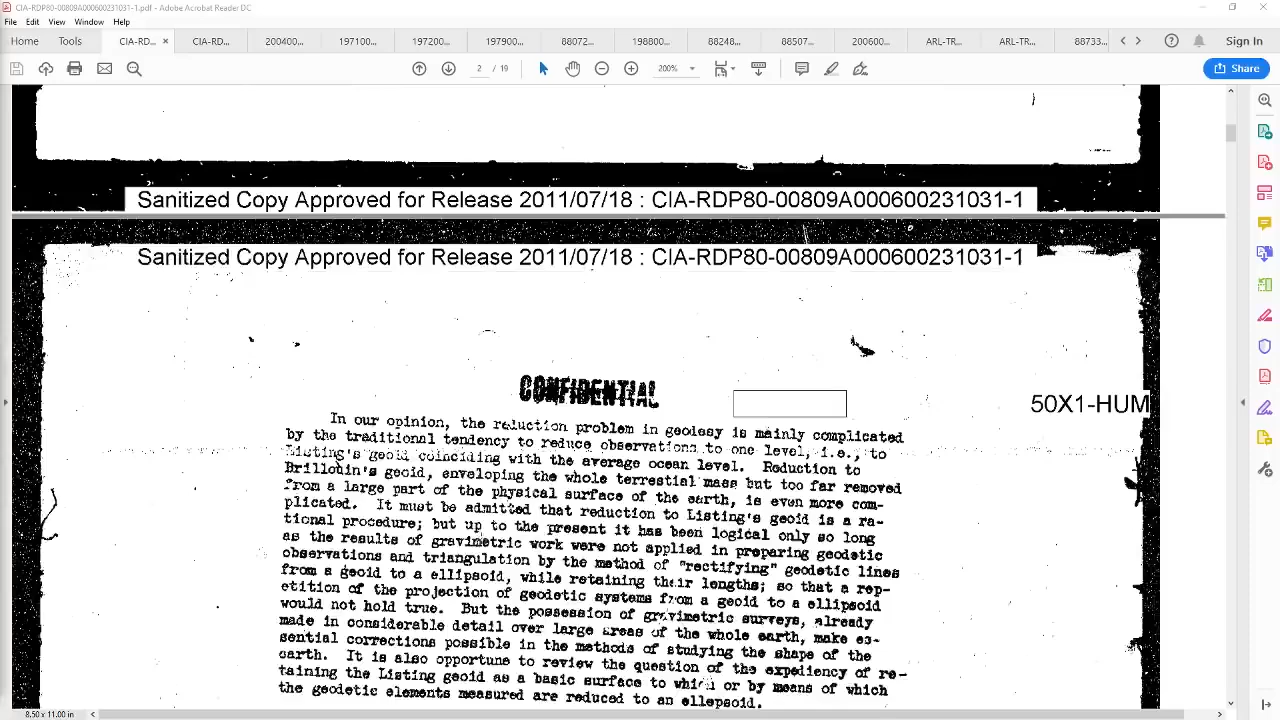 CIA-RDP80-00809A000600231031-1.pdf - Adobe Acrobat Reader DC
File Edit View Window Help
Home Tools CIA-RD... × CIA-RD... 200400... 197100... 197200... 197900... 88072... 198800... 88248... 88507... 200600... ARL-TR... ARL-TR... 88733... Sign In
2 / 19 200% Share
Sanitized Copy Approved for Release 2011/07/18 : CIA-RDP80-00809A000600231031-1
Sanitized Copy Approved for Release 2011/07/18 : CIA-RDP80-00809A000600231031-1
CONFIDENTIAL
50X1-HUM
In our opinion, the reduction problem in geodesy is mainly complicated
by the traditional tendency to reduce observations to one level, i.e., to
Listing's geoid coinciding with the average ocean level. Reduction to
Brillouin's geoid, enveloping the whole terrestial mass but too far removed
from a large part of the physical surface of the earth, is even more com-
plicated. It must be admitted that reduction to Listing's geoid is a ra-
tional procedure; but up to the present it has been logical only so long
as the results of gravimetric work were not applied in preparing geodetic
observations and triangulation by the method of "rectifying" geodetic lines
from a geoid to a ellipsoid, while retaining their lengths; so that a rep-
etition of the projection of geodetic systems from a geoid to a ellipsoid
would not hold true. But the possession of gravimetric surveys, already
made in considerable detail over large areas of the whole earth, make es-
sential corrections possible in the methods of studying the shape of the
earth. It is also opportune to review the question of the expediency of re-
taining the Listing geoid as a basic surface to which or by means of which
the geodetic elements measured are reduced to an ellepsoid.
8.50 x 11.00 in